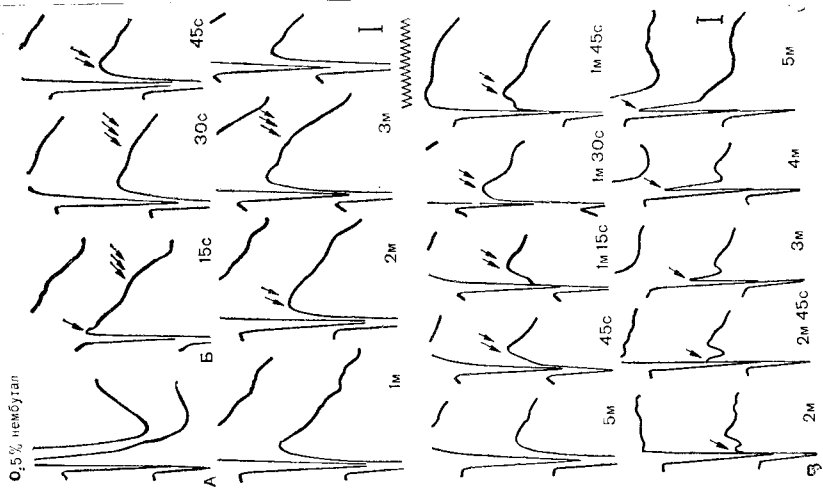 0,5% нембутал
А
Б
15с
30с
45с
1м
2м
3м
5м
45с
1м 15с
1м 30с
1м 45с
В
2м
2м 45с
3м
4м
5м